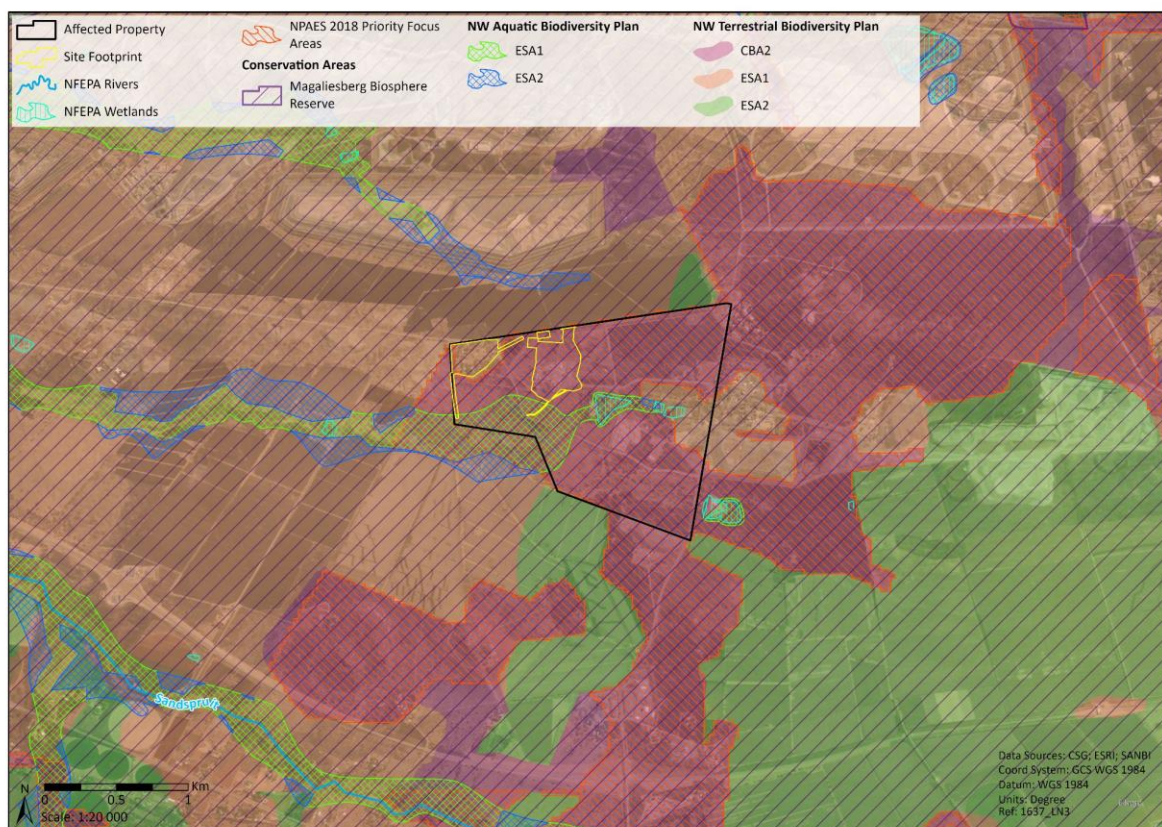 Affected Property
Site Footprint
NFEPA Rivers
NFEPA Wetlands
NPAES 2018 Priority Focus
Areas
Conservation Areas
Magaliesberg Biosphere
Reserve
NW Aquatic Biodiversity Plan
ESA1
ESA2
NW Terrestrial Biodiversity Plan
CBA2
ESA1
ESA2
Sandspruit
N
Km
0 0.5 1
Scale: 1:20 000
Data Sources: CSG; ESRI; SANBI
Coord System: GCS WGS 1984
Datum: WGS 1984
Units: Degree
Ref: 1637_LN3